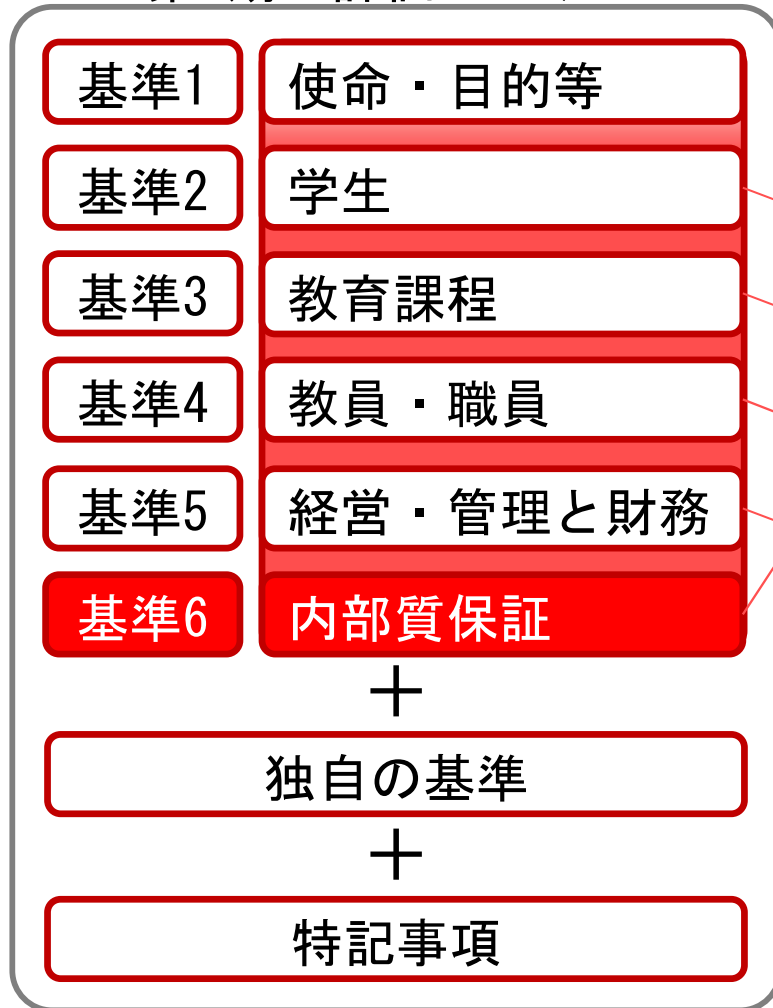 基準1 使命・目的等
基準2 学生
基準3 教育課程
基準4 教員・職員
基準5 経営・管理と財務
基準6 内部質保証
＋
独自の基準
＋
特記事項